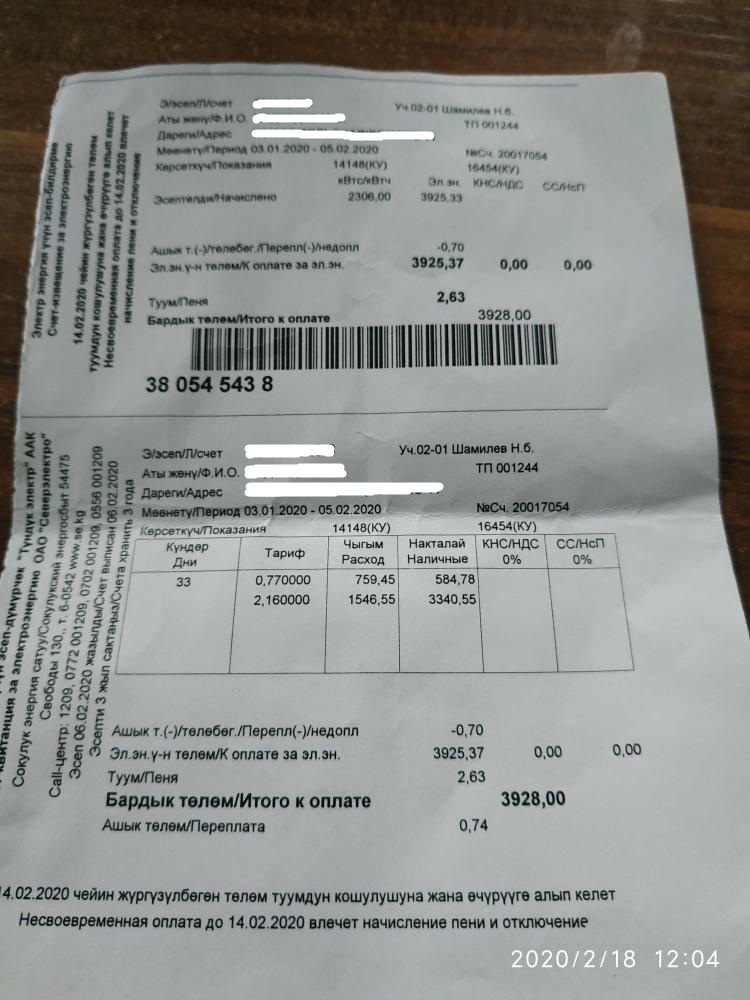 Э/эсеп/Л/счет
Уч.02-01 Шамилев Н.б.
Аты жөнү/Ф.И.О.
ТП 001244
Дареги/Адрес
Мөөнөтү/Период 03.01.2020 - 05.02.2020
№Сч. 20017054
Көрсөткүч/Показания 14148(КУ) 16454(КУ)
кВтс/кВтч Эл.эн. КНС/НДС СС/НсП
Эсептелди/Начислено 2306,00 3925,33
Ашык т.(-)/төлөбөг./Перепл(-)/недопл -0,70
Эл.эн.ү-н төлөм/К оплате за эл.эн. 3925,37 0,00 0,00
Туум/Пеня 2,63
Бардык төлөм/Итого к оплате 3928,00
38 054 543 8
Электр энергия үчүн эсеп-билдирме
Счет-извещение за электроэнергию
14.02.2020 чейин жүргүзүлбөгөн төлөм
туумдун кошулушуна жана өчүрүүгө алып келет
Несвоевременная оплата до 14.02.2020 влечет
начисление пени и отключение
Э/эсеп/Л/счет
Уч.02-01 Шамилев Н.б.
Аты жөнү/Ф.И.О.
ТП 001244
Дареги/Адрес
Мөөнөтү/Период 03.01.2020 - 05.02.2020
№Сч. 20017054
Көрсөткүч/Показания 14148(КУ) 16454(КУ)
Күндөр Тариф Чыгым Накталай КНС/НДС СС/НсП
Дни Расход Наличные 0% 0%
33 0,770000 759,45 584,78
2,160000 1546,55 3340,55
Ашык т.(-)/төлөбөг./Перепл(-)/недопл -0,70
Эл.эн.ү-н төлөм/К оплате за эл.эн. 3925,37 0,00 0,00
Туум/Пеня 2,63
Бардык төлөм/Итого к оплате 3928,00
Ашык төлөм/Переплата 0,74
эсеп-дүмүрчек "Түндүк электр" ААК
квитанция за электроэнергию ОАО "Северэлектро"
Сокулук энергия сатуу/Сокулукский энергосбыт 54475
Свободы 130,, т. 6-0542 www.se.kg
Call-центр: 1209, 0772 001209, 0702 001209, 0556 001209
Эсеп 06.02.2020 жазылды/Счет выписан 06.02.2020
Эсепти 3 жыл сактаңыз/Счета хранить 3 года
14.02.2020 чейин жүргүзүлбөгөн төлөм туумдун кошулушуна жана өчүрүүгө алып келет
Несвоевременная оплата до 14.02.2020 влечет начисление пени и отключение
2020/2/18 12:04